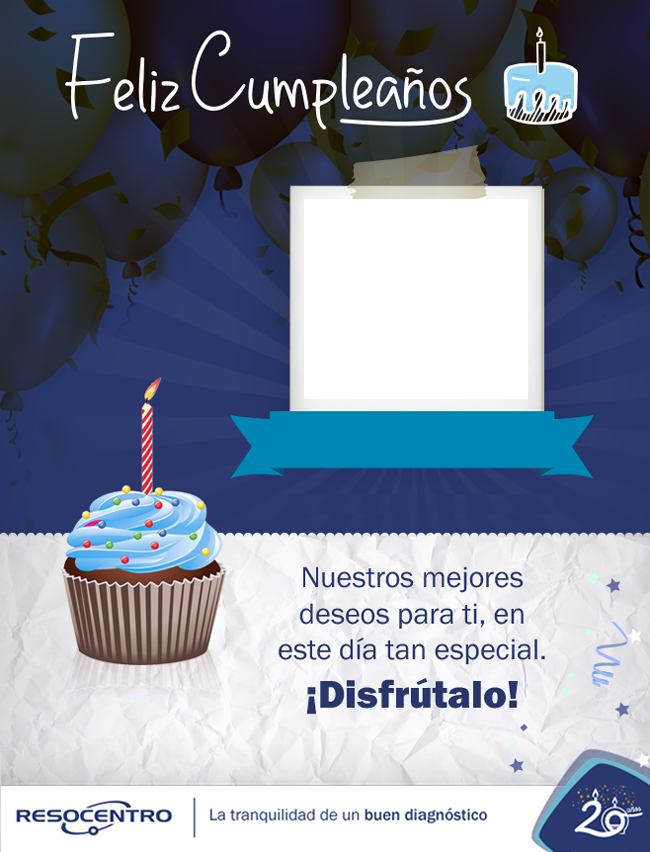 Feliz Cumpleaños
Nuestros mejores
deseos para ti, en
este día tan especial.
¡Disfrútalo!
RESOCENTRO
La tranquilidad de un buen diagnóstico
20 años